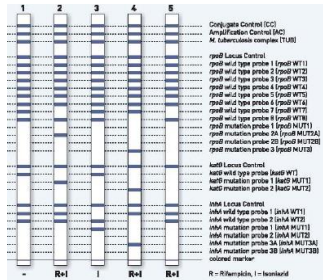 1 2 3 4 5
Conjugate Control (CC)
Amplification Control (AC)
M. tuberculosis complex (TUB)
rpoB Locus Control
rpoB wild type probe 1 (rpoB WT1)
rpoB wild type probe 2 (rpoB WT2)
rpoB wild type probe 3 (rpoB WT3)
rpoB wild type probe 4 (rpoB WT4)
rpoB wild type probe 5 (rpoB WT5)
rpoB wild type probe 6 (rpoB WT6)
rpoB wild type probe 7 (rpoB WT7)
rpoB wild type probe 8 (rpoB WT8)
rpoB mutation probe 1 (rpoB MUT1)
rpoB mutation probe 2A (rpoB MUT2A)
rpoB mutation probe 2B (rpoB MUT2B)
rpoB mutation probe 3 (rpoB MUT3)
katG Locus Control
katG wild type probe (katG WT)
katG mutation probe 1 (katG MUT1)
katG mutation probe 2 (katG MUT2)
inhA Locus Control
inhA wild type probe 1 (inhA WT1)
inhA wild type probe 2 (inhA WT2)
inhA mutation probe 1 (inhA MUT1)
inhA mutation probe 2 (inhA MUT2)
inhA mutation probe 3A (inhA MUT3A)
inhA mutation probe 3B (inhA MUT3B)
colored marker
- R+I I R+I R+I
R = Rifampicin, I = Isoniazid